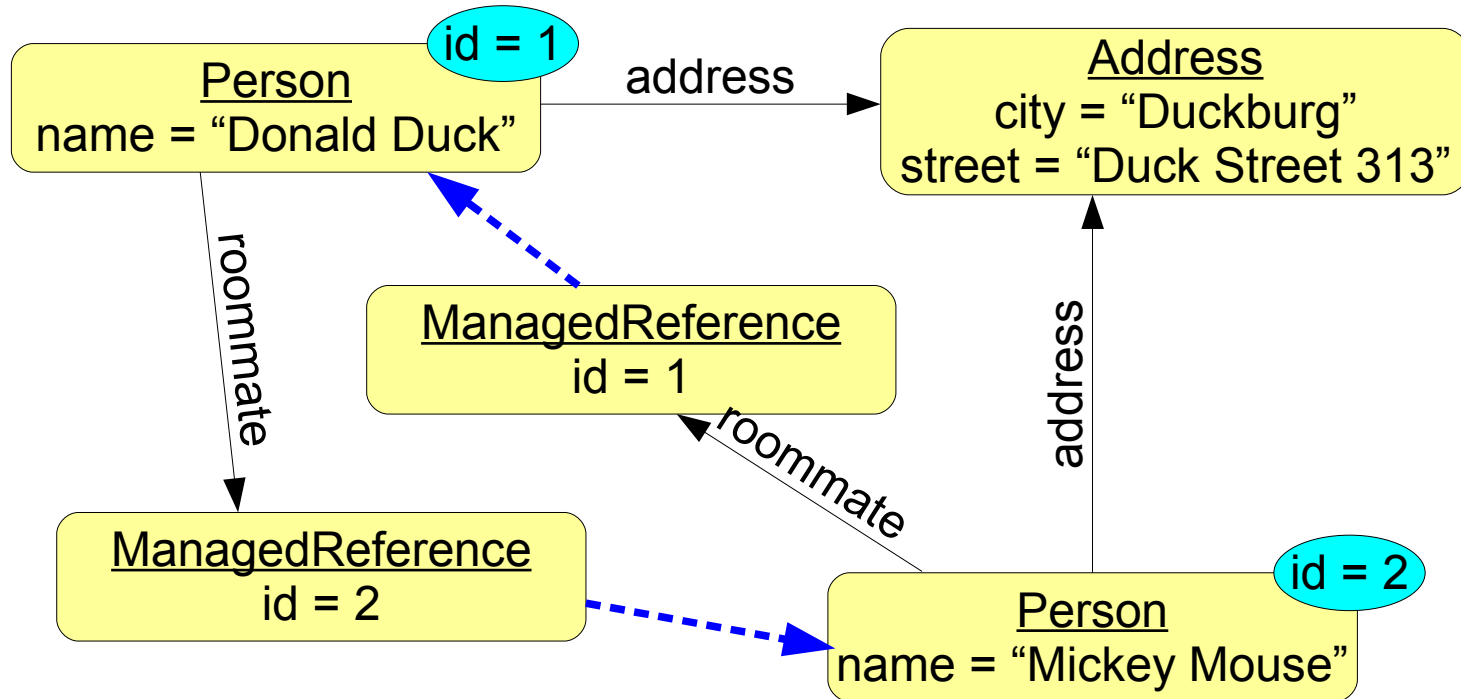 id = 1
Person
name = “Donald Duck”
address
Address
city = “Duckburg”
street = “Duck Street 313”
roommate
ManagedReference
id = 1
address
roommate
ManagedReference
id = 2
id = 2
Person
name = “Mickey Mouse”